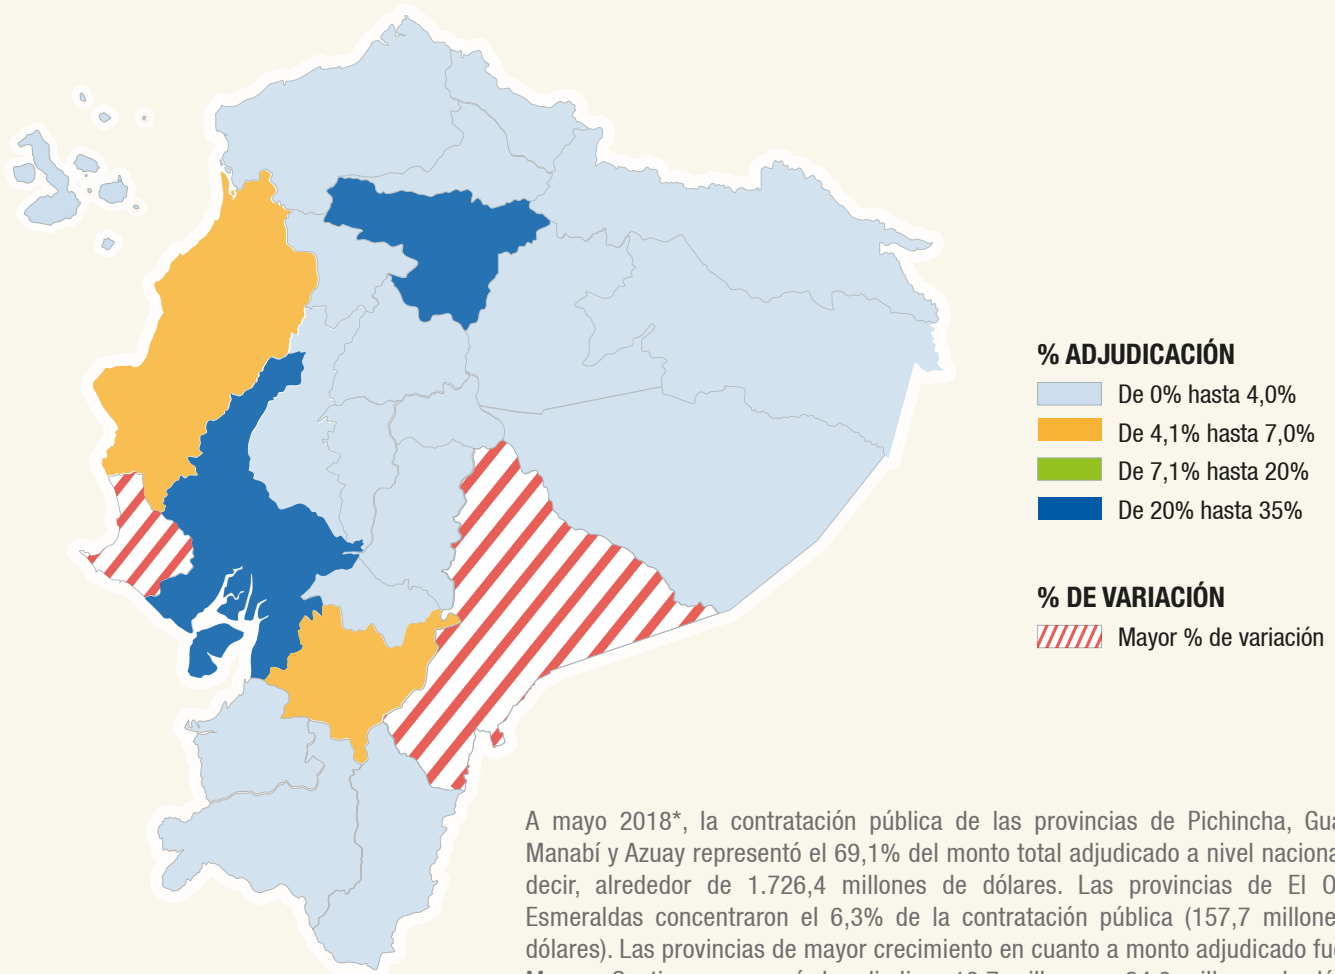 % ADJUDICACIÓN
De 0% hasta 4,0%
De 4,1% hasta 7,0%
De 7,1% hasta 20%
De 20% hasta 35%
% DE VARIACIÓN
Mayor % de variación
A mayo 2018*, la contratación pública de las provincias de Pichincha,
Manabí y Azuay representó el 69,1% del monto total adjudicado a nivel
decir, alrededor de 1.726,4 millones de dólares. Las provincias de El
Esmeraldas concentraron el 6,3% de la contratación pública (157,7
dólares). Las provincias de mayor crecimiento en cuanto a monto adjudicado